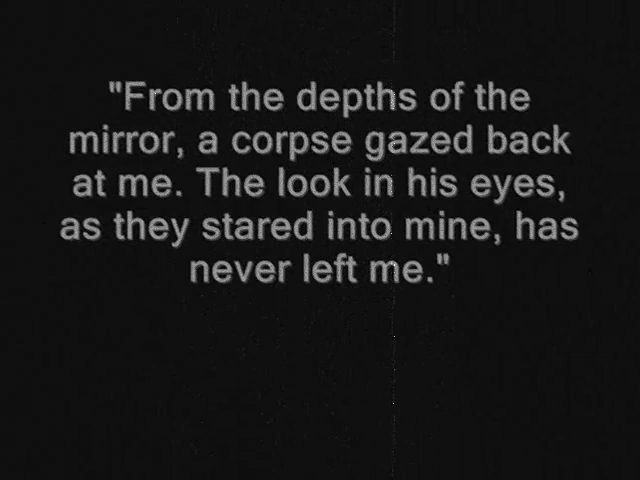 "From the depths of the
mirror, a corpse gazed back
at me. The look in his eyes,
as they stared into mine, has
never left me."